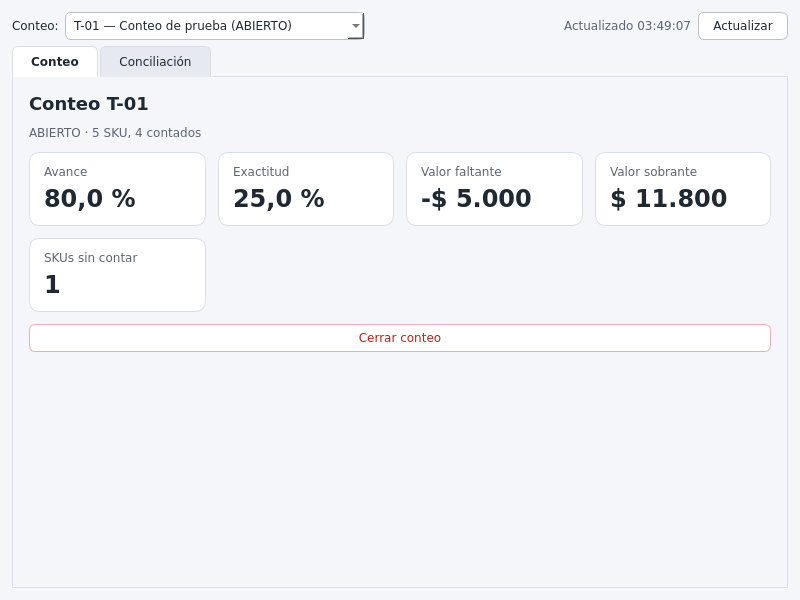 Conteo: T-01 — Conteo de prueba (ABIERTO) Actualizado 03:49:07 Actualizar
Conteo Conciliación
Conteo T-01
ABIERTO · 5 SKU, 4 contados
Avance Exactitud Valor faltante Valor sobrante
80,0 % 25,0 % -$ 5.000 $ 11.800
SKUs sin contar
1
Cerrar conteo